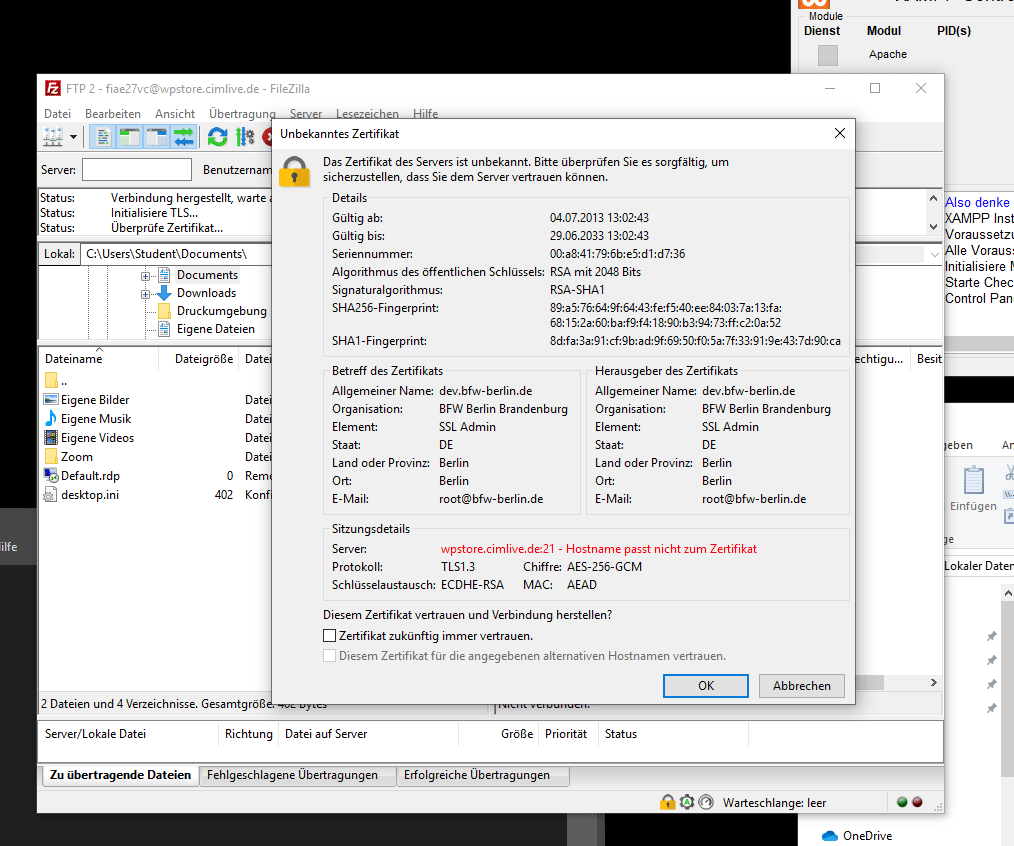 Module
Dienst Modul PID(s)
Apache
FTP 2 - fiae27vc@wpstore.cimlive.de - FileZilla
Datei Bearbeiten Ansicht Übertragung Server Lesezeichen Hilfe
Unbekanntes Zertifikat
Server: Benutzernam
Das Zertifikat des Servers ist unbekannt. Bitte überprüfen Sie es sorgfältig, um
sicherzustellen, dass Sie dem Server vertrauen können.
Status: Verbindung hergestellt, warte a
Status: Initialisiere TLS...
Status: Überprüfe Zertifikat...
Lokal: C:\Users\Student\Documents\
Documents
Downloads
Druckumgebung
Eigene Dateien
Dateiname Dateigröße Datei
..
Eigene Bilder Datei
Eigene Musik Datei
Eigene Videos Datei
Zoom Datei
Default.rdp 0 Remo
desktop.ini 402 Konfi
2 Dateien und 4 Verzeichnisse. Gesamtgröße: 402 Bytes
Details
Gültig ab: 04.07.2013 13:02:43
Gültig bis: 29.06.2033 13:02:43
Seriennummer: 00:a8:41:79:6b:e5:d1:d7:36
Algorithmus des öffentlichen Schlüssels: RSA mit 2048 Bits
Signaturalgorithmus: RSA-SHA1
SHA256-Fingerprint: 89:a5:76:64:9f:64:43:fe:f5:40:ee:84:03:7a:13:fa:
68:15:2a:60:ba:f9:f4:18:90:b3:94:73:ff:c2:0a:52
SHA1-Fingerprint: 8d:fa:3a:91:cf:9b:ad:9f:69:50:f0:5a:7f:33:91:9e:43:7d:90:ca
Betreff des Zertifikats
Allgemeiner Name: dev.bfw-berlin.de
Organisation: BFW Berlin Brandenburg
Element: SSL Admin
Staat: DE
Land oder Provinz: Berlin
Ort: Berlin
E-Mail: root@bfw-berlin.de
Herausgeber des Zertifikats
Allgemeiner Name: dev.bfw-berlin.de
Organisation: BFW Berlin Brandenburg
Element: SSL Admin
Staat: DE
Land oder Provinz: Berlin
Ort: Berlin
E-Mail: root@bfw-berlin.de
Sitzungsdetails
Server: wpstore.cimlive.de:21 - Hostname passt nicht zum Zertifikat
Protokoll: TLS1.3 Chiffre: AES-256-GCM
Schlüsselaustausch: ECDHE-RSA MAC: AEAD
Diesem Zertifikat vertrauen und Verbindung herstellen?
Zertifikat zukünftig immer vertrauen.
Diesem Zertifikat für die angegebenen alternativen Hostnamen vertrauen.
OK Abbrechen
echtigu... Besit
Nicht verbunden.
Server/Lokale Datei Richtung Datei auf Server Größe Priorität Status
Zu übertragende Dateien Fehlgeschlagene Übertragungen Erfolgreiche Übertragungen
Warteschlange: leer
Also denke
XAMPP Inst
Voraussetzu
Alle Voraus
Initialisiere M
Starte Chec
Control Pan
eben An
Einfügen
ge
Lokaler Daten
OneDrive
ilfe